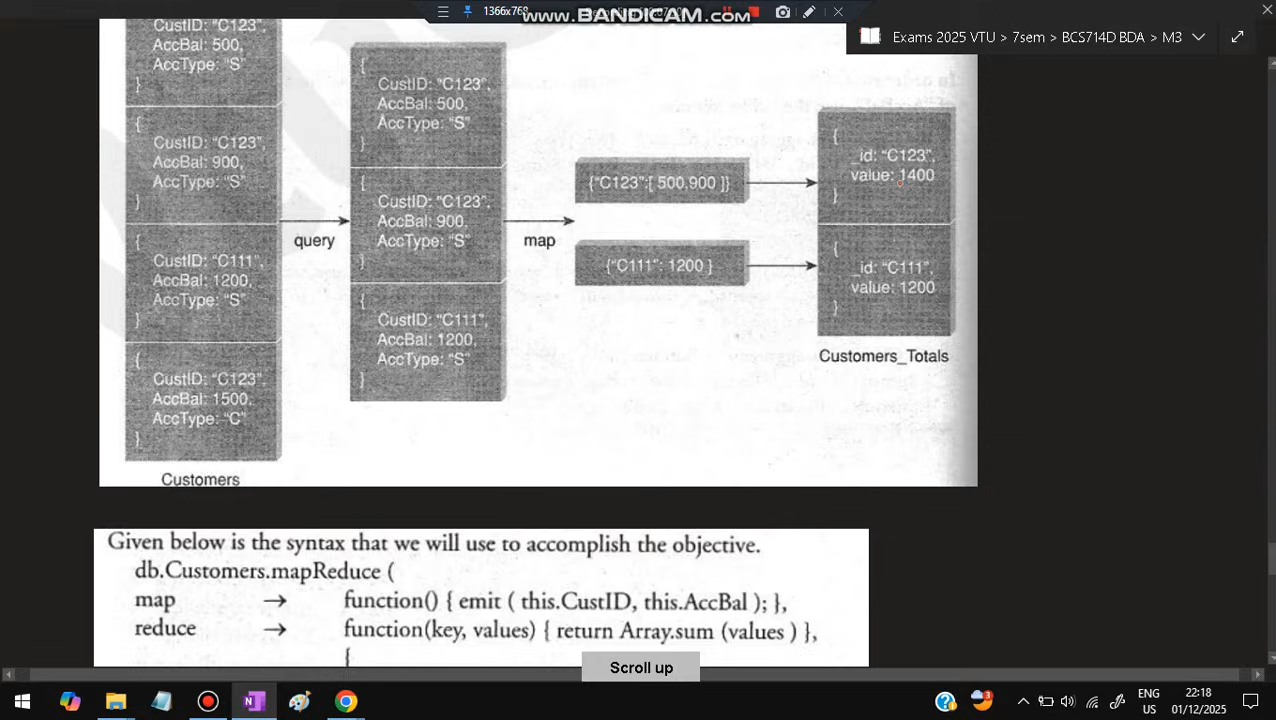 1366x768
www.BANDICAM.com
Exams 2025 VTU > 7sem > BCS714D BDA > M3
CustID: "C123",
AccBal: 500,
AccType: "S"
}
{
CustID: "C123",
AccBal: 900,
AccType: "S"
}
{
CustID: "C111",
AccBal: 1200,
AccType: "S"
}
{
CustID: "C123",
AccBal: 1500,
AccType: "C"
}
Customers
query
{
CustID: "C123",
AccBal: 500,
AccType: "S"
}
{
CustID: "C123",
AccBal: 900,
AccType: "S"
}
{
CustID: "C111",
AccBal: 1200,
AccType: "S"
}
map
{"C123":[ 500,900 ]}
{"C111": 1200 }
{
_id: "C123",
value: 1400
}
{
_id: "C111",
value: 1200
}
Customers_Totals
Given below is the syntax that we will use to accomplish the objective.
db.Customers.mapReduce (
map → function() { emit ( this.CustID, this.AccBal ); },
reduce → function(key, values) { return Array.sum (values ) },
{
Scroll up
3
ENG
US
22:18
01/12/2025